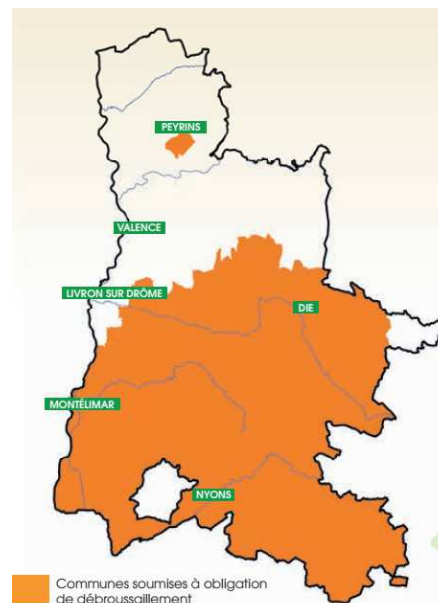 PEYRINS
VALENCE
LIVRON SUR DRÔME
DIE
MONTÉLIMAR
NYONS
Communes soumises à obligation
de débroussaillement